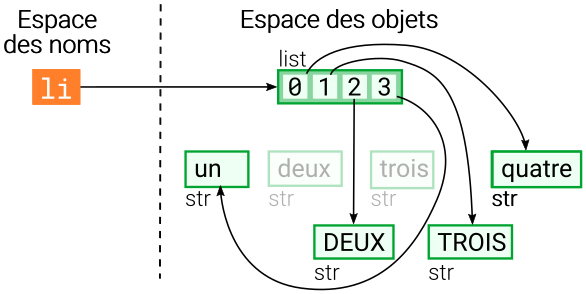 Espace
des noms
Espace des objets
list
li
0 1 2 3
un
deux
trois
quatre
str
str
str
str
DEUX
TROIS
str
str